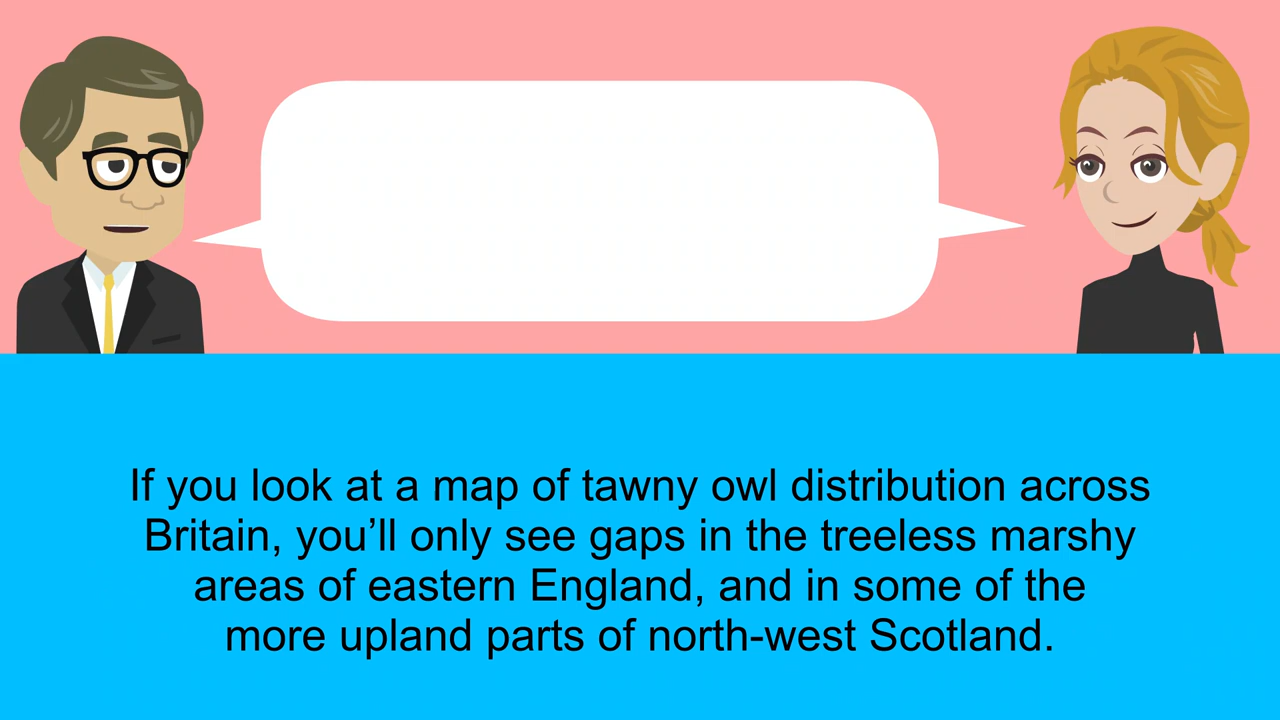 If you look at a map of tawny owl distribution across
Britain, you’ll only see gaps in the treeless marshy
areas of eastern England, and in some of the
more upland parts of north-west Scotland.